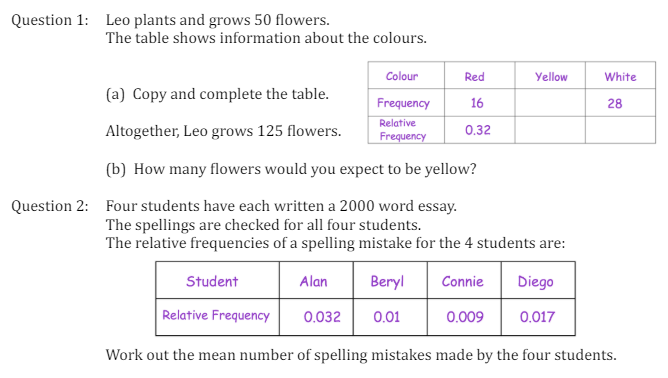 Question 1: Leo plants and grows 50 flowers.
The table shows information about the colours.
Colour Red Yellow White
(a) Copy and complete the table.
Frequency 16 28
Relative Frequency 0.32
Altogether, Leo grows 125 flowers.
(b) How many flowers would you expect to be yellow?
Question 2: Four students have each written a 2000 word essay.
The spellings are checked for all four students.
The relative frequencies of a spelling mistake for the 4 students are:
Student Alan Beryl Connie Diego
Relative Frequency 0.032 0.01 0.009 0.017
Work out the mean number of spelling mistakes made by the four students.